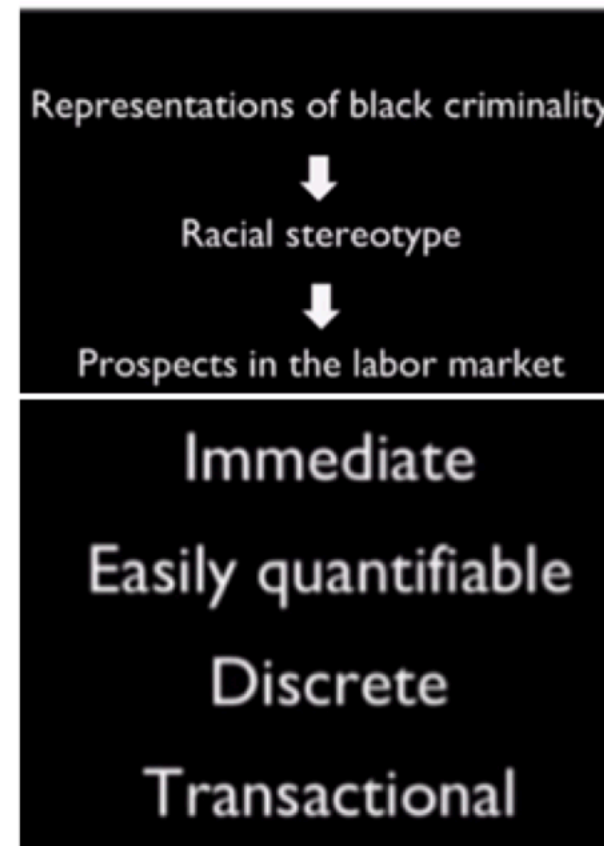 Representations of black criminality
Racial stereotype
Prospects in the labor market
Immediate
Easily quantifiable
Discrete
Transactional